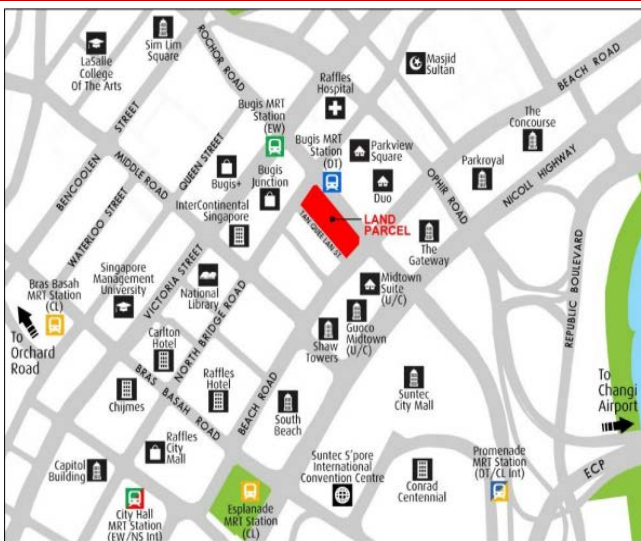 LaSalle
College
Of The Arts
Sim Lim
Square
ROCHOR ROAD
Masjid
Sultan
BEACH ROAD
Raffles
Hospital
Bugis MRT
Station
(EW)
Bugis MRT
Station
(DT)
The
Concourse
BENCOOLEN STREET
MIDDLE ROAD
QUEEN STREET
Parkview
Square
Parkroyal
NICOLL HIGHWAY
Bugis+
Bugis
Junction
Duo
OPHIR ROAD
WATERLOO STREET
InterContinental
Singapore
TAN QUEE LAN ST.
LAND
PARCEL
The
Gateway
REPUBLIC BOULEVARD
Bras Basah
MRT Station
(CL)
Singapore
Management
University
VICTORIA STREET
National
Library
NORTH BRIDGE ROAD
Midtown
Suite
(U/C)
Guoco
Midtown
(U/C)
Shaw
Towers
To
Orchard
Road
Carlton
Hotel
BRAS BASAH ROAD
Raffles
Hotel
BEACH ROAD
Chijmes
South
Beach
Suntec
City Mall
To
Changi
Airport
Raffles
City
Mall
Capitol
Building
Suntec S'pore
International
Convention Centre
Conrad
Centennial
Promenade
MRT Station
(DT/CL Int)
ECP
City Hall
MRT Station
(EW/NS Int)
Esplanade
MRT Station
(CL)